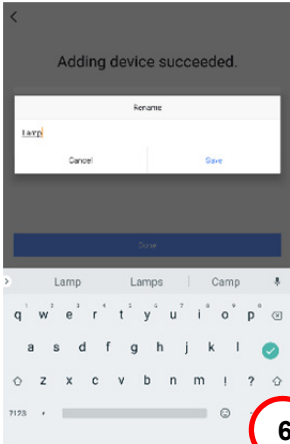 Adding device succeeded.
Rename
Lamp
Cancel Save
Done
Lamp Lamps Camp
q w e r t y u i o p
a s d f g h j k l
z x c v b n m ! ?
?123 ,
6